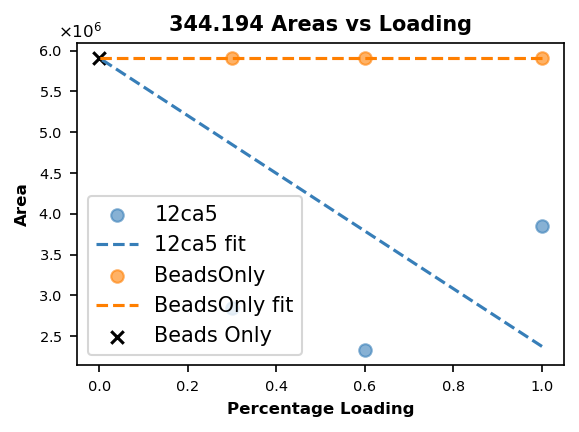 344.194 Areas vs Loading
×10⁶
6.0
5.5
5.0
4.5
4.0
3.5
3.0
2.5
Area
12ca5
12ca5 fit
BeadsOnly
BeadsOnly fit
Beads Only
0.0 0.2 0.4 0.6 0.8 1.0
Percentage Loading